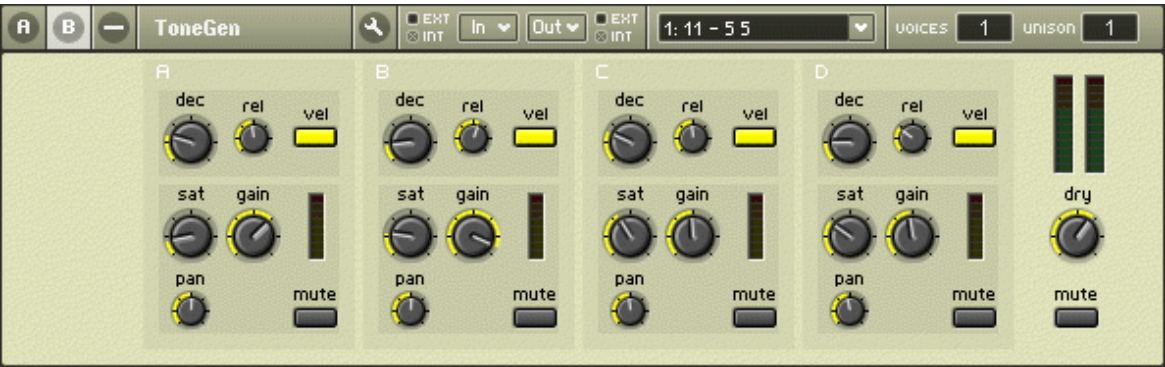 A B ToneGen EXT INT In Out EXT INT 1: 11 - 5 5 VOICES 1 unison 1
A B C D
dec rel vel dec rel vel dec rel vel dec rel vel
sat gain sat gain sat gain sat gain dry
pan mute pan mute pan mute pan mute mute